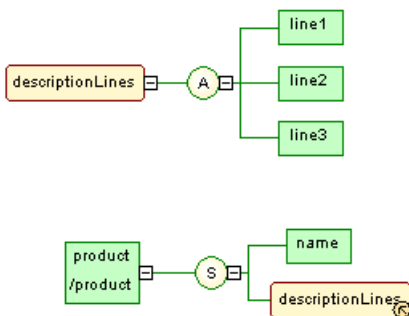 line1
descriptionLines
A
line2
line3
product
/product
S
name
descriptionLines